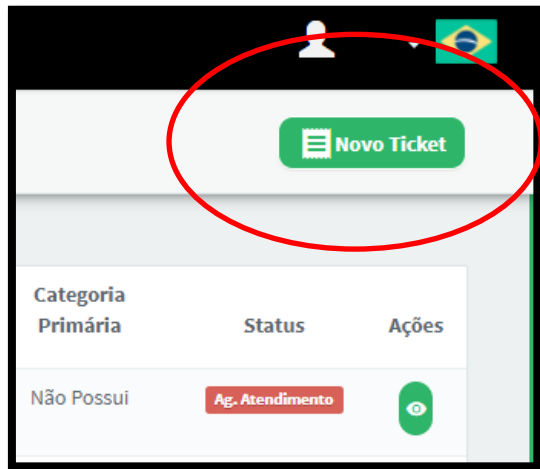 Novo Ticket
Categoria
Primária
Status
Ações
Não Possui
Ag. Atendimento